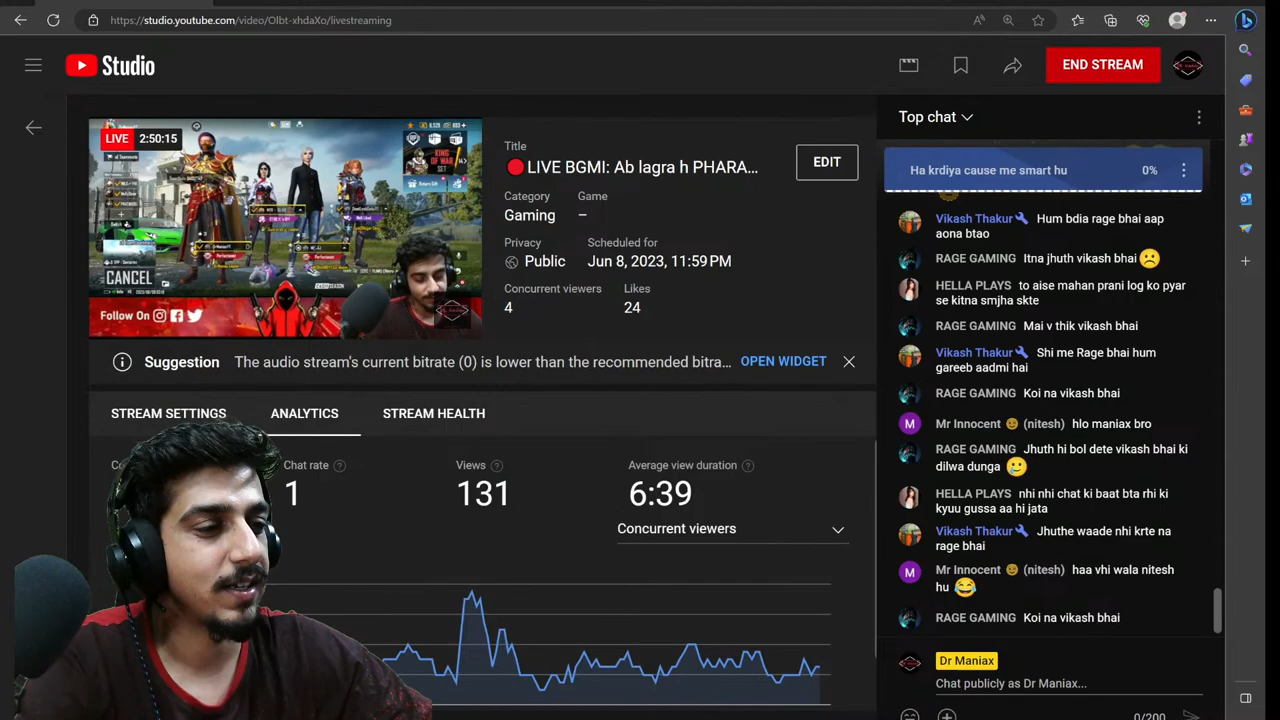 https://studio.youtube.com/video/Olbt-xhdaXo/livestreaming
Studio
END STREAM
LIVE 2:50:15
KING OF WAR SET
CANCEL
Follow On
Title
LIVE BGMI: Ab lagra h PHARA...
EDIT
Category Game
Gaming –
Privacy Scheduled for
Public Jun 8, 2023, 11:59 PM
Concurrent viewers Likes
4 24
Suggestion The audio stream's current bitrate (0) is lower than the recommended bitra... OPEN WIDGET
STREAM SETTINGS ANALYTICS STREAM HEALTH
Chat rate Views Average view duration
1 131 6:39
Concurrent viewers
Top chat
Ha krdiya cause me smart hu 0%
Vikash Thakur Hum bdia rage bhai aap
aona btao
RAGE GAMING Itna jhuth vikash bhai
HELLA PLAYS to aise mahan prani log ko pyar
se kitna smjha skte
RAGE GAMING Mai v thik vikash bhai
Vikash Thakur Shi me Rage bhai hum
gareeb aadmi hai
RAGE GAMING Koi na vikash bhai
M Mr Innocent (nitesh) hlo maniax bro
RAGE GAMING Jhuth hi bol dete vikash bhai ki
dilwa dunga
HELLA PLAYS nhi nhi chat ki baat bta rhi ki
kyuu gussa aa hi jata
Vikash Thakur Jhuthe waade nhi krte na
rage bhai
M Mr Innocent (nitesh) haa vhi wala nitesh
hu
RAGE GAMING Koi na vikash bhai
Dr Maniax
Chat publicly as Dr Maniax...
0/200